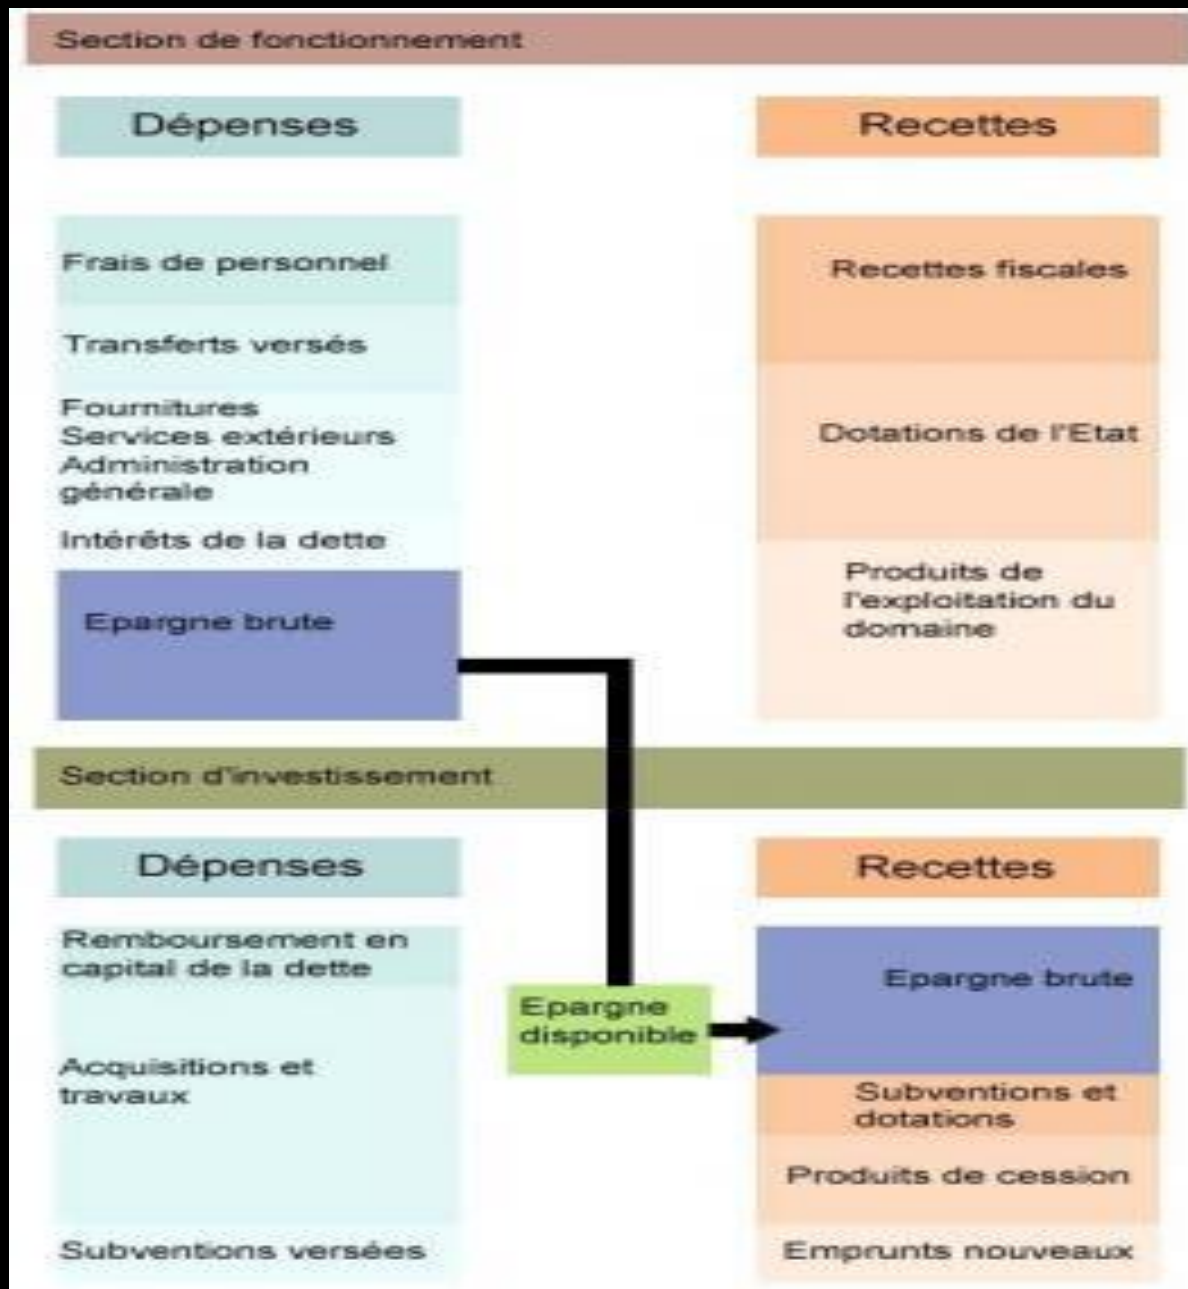 Section de fonctionnement
Dépenses
Recettes
Frais de personnel
Transferts versés
Fournitures
Services extérieurs
Administration
générale
Intérêts de la dette
Epargne brute
Recettes fiscales
Dotations de l'Etat
Produits de
l'exploitation du
domaine
Section d'investissement
Dépenses
Recettes
Remboursement en
capital de la dette
Acquisitions et
travaux
Subventions versées
Epargne
disponible
Epargne brute
Subventions et
dotations
Produits de cession
Emprunts nouveaux